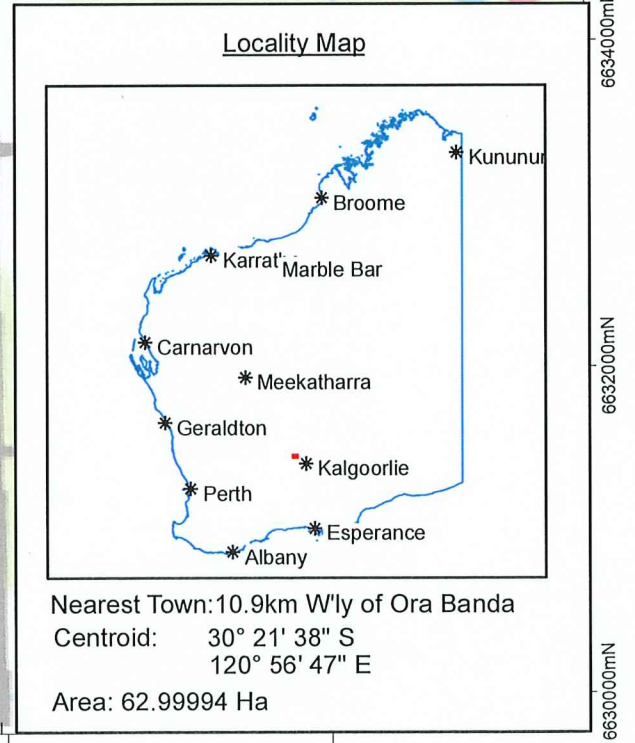 Locality Map
Kununur
Broome
Karrat'
Marble Bar
Carnarvon
Meekatharra
Geraldton
Kalgoorlie
Perth
Esperance
Albany
Nearest Town:10.9km W'ly of Ora Banda
Centroid: 30° 21' 38" S
120° 56' 47" E
Area: 62.99994 Ha
6634000mN
6632000mN
6630000mN